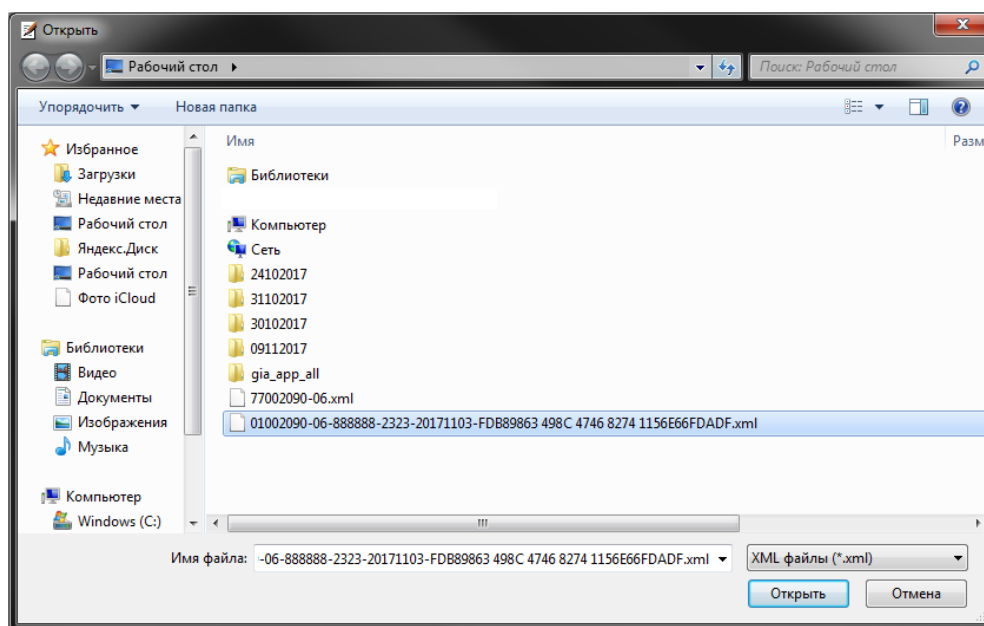 Открыть
Рабочий стол
Поиск: Рабочий стол
Упорядочить
Новая папка
Избранное
Загрузки
Недавние места
Рабочий стол
Яндекс.Диск
Рабочий стол
Фото iCloud
Библиотеки
Видео
Документы
Изображения
Музыка
Компьютер
Windows (C:)
Имя
Разм
Библиотеки
Компьютер
Сеть
24102017
31102017
30102017
09112017
gia_app_all
77002090-06.xml
01002090-06-888888-2323-20171103-FDB89863 498C 4746 8274 1156E66FDADF.xml
Имя файла: -06-888888-2323-20171103-FDB89863 498C 4746 8274 1156E66FDADF.xml
XML файлы (*.xml)
Открыть
Отмена